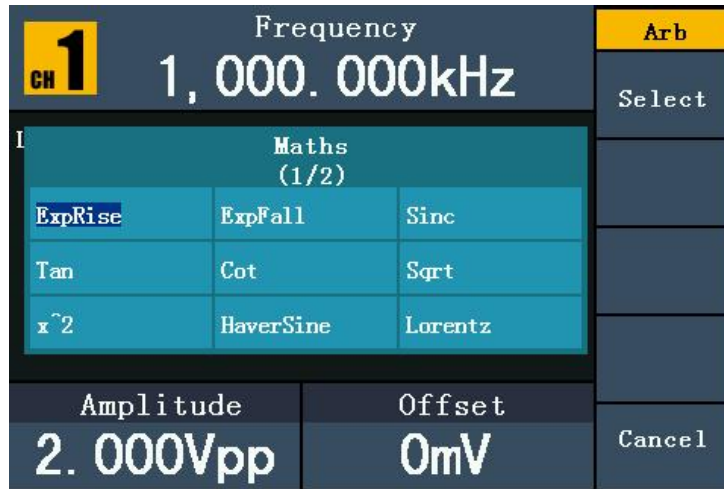 Frequency
CH 1
1,000.000kHz
Arb
Select
Maths
(1/2)
ExpRise ExpFall Sinc
Tan Cot Sqrt
x^2 HaverSine Lorentz
Amplitude Offset
2.000Vpp 0mV
Cancel